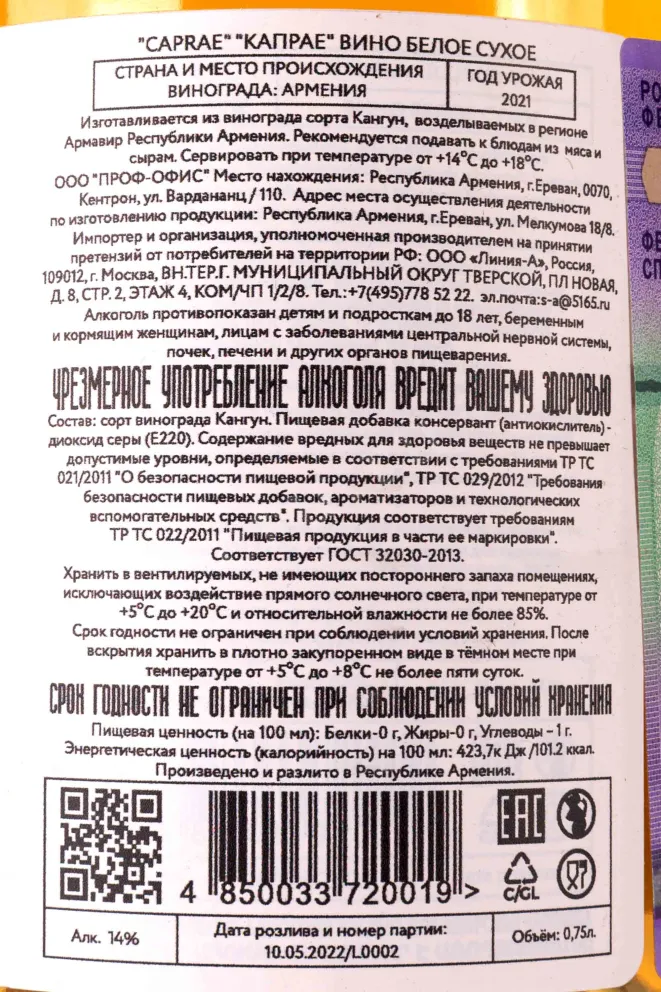 "CAPRAE" "КАПРАЕ" ВИНО БЕЛОЕ СУХОЕ
СТРАНА И МЕСТО ПРОИСХОЖДЕНИЯ
ВИНОГРАДА: АРМЕНИЯ
ГОД УРОЖАЯ
2021
Изготавливается из винограда сорта Кангун, возделываемых в регионе
Армавир Республики Армения. Рекомендуется подавать к блюдам из мяса и
сырам. Сервировать при температуре от +14°С до +18°С.
ООО "ПРОФ-ОФИС" Место нахождения: Республика Армения, г.Ереван, 0070,
Кентрон, ул. Вардананц / 110. Адрес места осуществления деятельности
по изготовлению продукции: Республика Армения, г.Ереван, ул. Мелкумова 18/8.
Импортер и организация, уполномоченная производителем на принятии
претензий от потребителей на территории РФ: ООО «Линия-А», Россия,
109012, г. Москва, ВН.ТЕР.Г. МУНИЦИПАЛЬНЫЙ ОКРУГ ТВЕРСКОЙ, ПЛ НОВАЯ,
Д. 8, СТР. 2, ЭТАЖ 4, КОМ/ЧП 1/2/8. Тел.:+7(495)778 52 22. эл.почта:s-a@5165.ru
Алкоголь противопоказан детям и подросткам до 18 лет, беременным
и кормящим женщинам, лицам с заболеваниями центральной нервной системы,
почек, печени и других органов пищеварения.
ЧРЕЗМЕРНОЕ УПОТРЕБЛЕНИЕ АЛКОГОЛЯ ВРЕДИТ ВАШЕМУ ЗДОРОВЬЮ
Состав: сорт винограда Кангун. Пищевая добавка консервант (антиокислитель) -
диоксид серы (Е220). Содержание вредных для здоровья веществ не превышает
допустимые уровни, определяемые в соответствии с требованиями ТР ТС
021/2011 "О безопасности пищевой продукции", ТР ТС 029/2012 "Требования
безопасности пищевых добавок, ароматизаторов и технологических
вспомогательных средств". Продукция соответствует требованиям
ТР ТС 022/2011 "Пищевая продукция в части ее маркировки".
Соответствует ГОСТ 32030-2013.
Хранить в вентилируемых, не имеющих постороннего запаха помещениях,
исключающих воздействие прямого солнечного света, при температуре от
+5°С до +20°С и относительной влажности не более 85%.
Срок годности не ограничен при соблюдении условий хранения. После
вскрытия хранить в плотно закупоренном виде в тёмном месте при
температуре от +5°С до +8°С не более пяти суток.
СРОК ГОДНОСТИ НЕ ОГРАНИЧЕН ПРИ СОБЛЮДЕНИИ УСЛОВИЙ ХРАНЕНИЯ
Пищевая ценность (на 100 мл): Белки-0 г, Жиры-0 г, Углеводы - 1 г.
Энергетическая ценность (калорийность) на 100 мл: 423,7к Дж /101.2 ккал.
Произведено и разлито в Республике Армения.
EAC
C/GL
4 850033 720019 >
Алк. 14%
Дата розлива и номер партии:
10.05.2022/L0002
Объём: 0,75л.